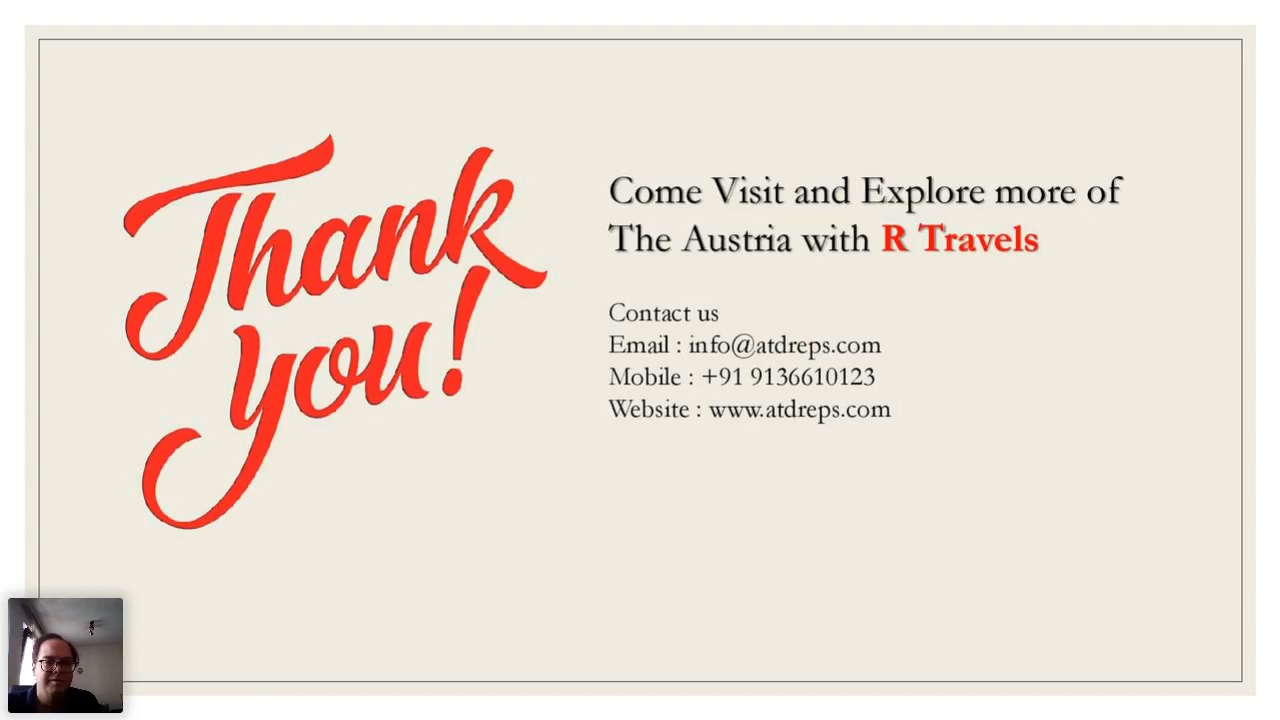 Thank
you!
Come Visit and Explore more of
The Austria with R Travels
Contact us
Email : info@atdreps.com
Mobile : +91 9136610123
Website : www.atdreps.com